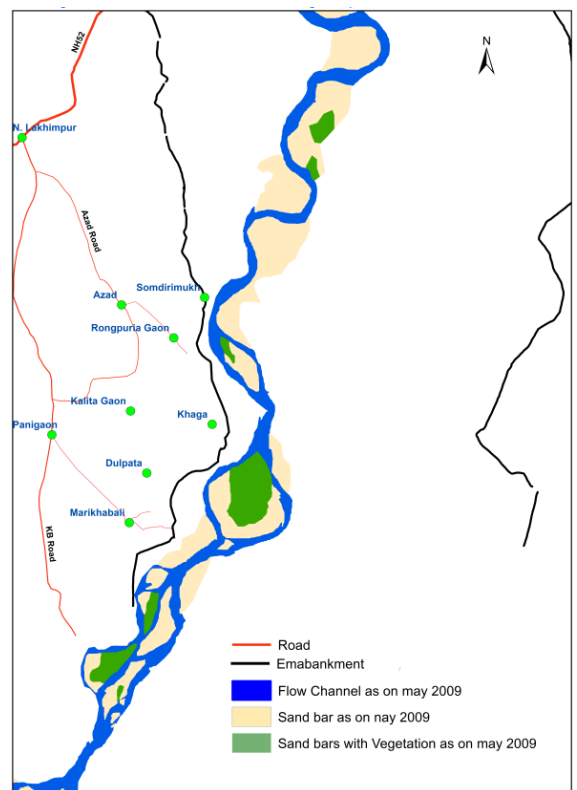 NH52
N
N. Lakhimpur
Azad Road
Somdirimukh
Azad
Rongpuria Gaon
Kalita Gaon
Khaga
Panigaon
Dulpata
Marikhabali
KB Road
Road
Emabankment
Flow Channel as on may 2009
Sand bar as on nay 2009
Sand bars with Vegetation as on may 2009